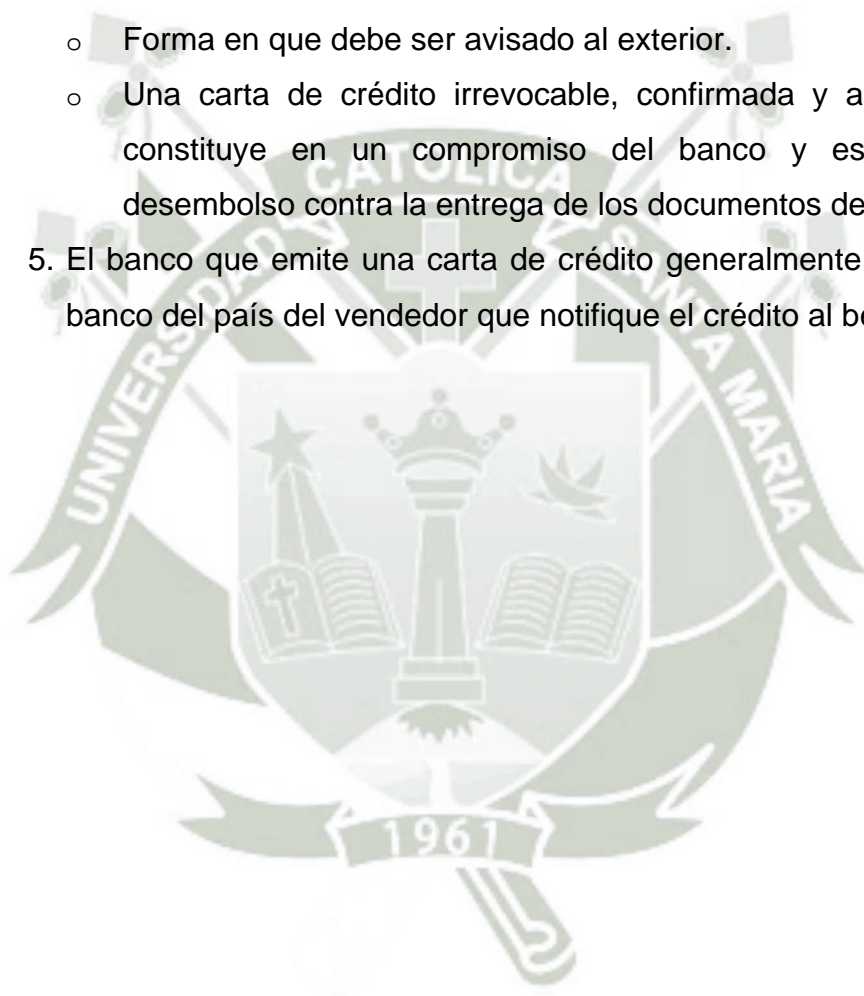 o Forma en que debe ser avisado al exterior.
o Una carta de crédito irrevocable, confirmada y a
constituye en un compromiso del banco y es
desembolso contra la entrega de los documentos de
5. El banco que emite una carta de crédito generalmente
banco del país del vendedor que notifique el crédito al be
UNIVERSIDAD CATOLICA SANTA MARIA
1961